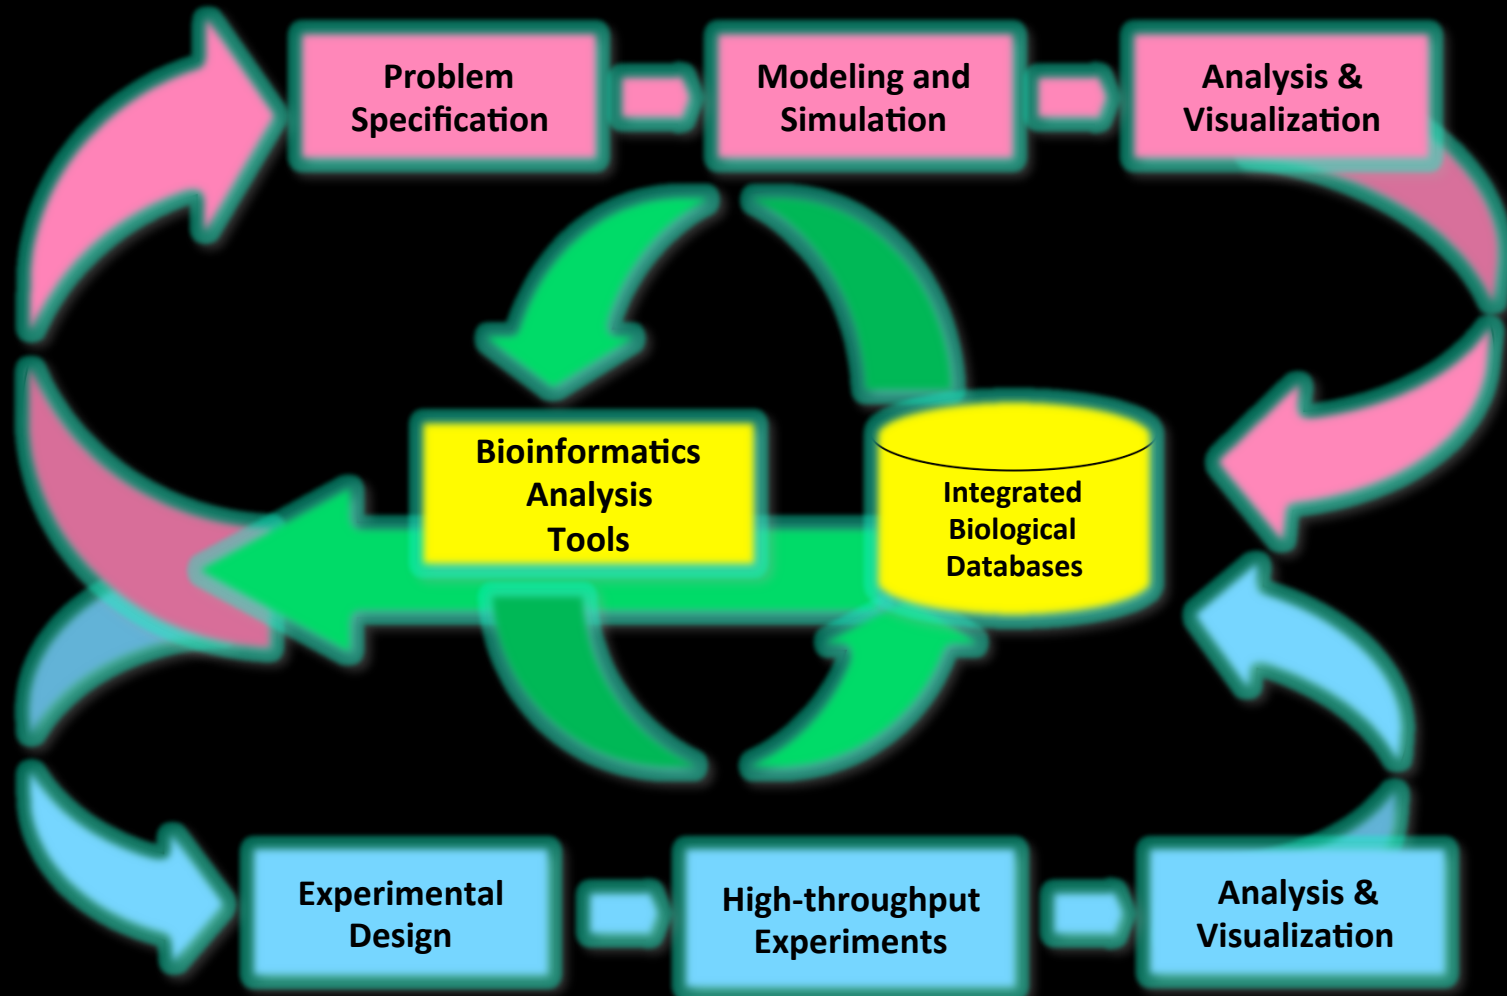 Problem
Specification
Modeling and
Simulation
Analysis &
Visualization
Bioinformatics
Analysis
Tools
Integrated
Biological
Databases
Experimental
Design
High-throughput
Experiments
Analysis &
Visualization